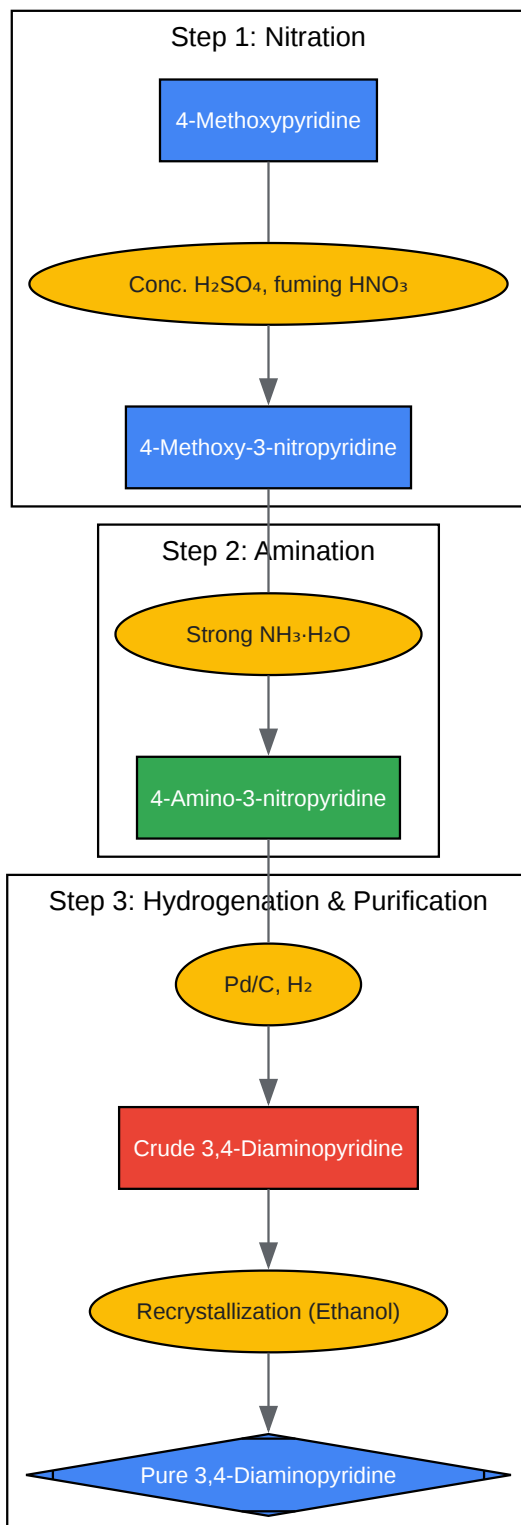 Step 1: Nitration
4-Methoxypyridine
Conc. H₂SO₄, fuming HNO₃
4-Methoxy-3-nitropyridine
Step 2: Amination
Strong NH₃·H₂O
4-Amino-3-nitropyridine
Step 3: Hydrogenation & Purification
Pd/C, H₂
Crude 3,4-Diaminopyridine
Recrystallization (Ethanol)
Pure 3,4-Diaminopyridine